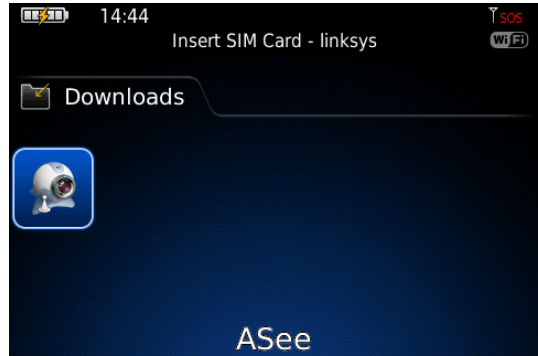 14:44
SOS
Insert SIM Card - linksys
WiFi
Downloads
ASee